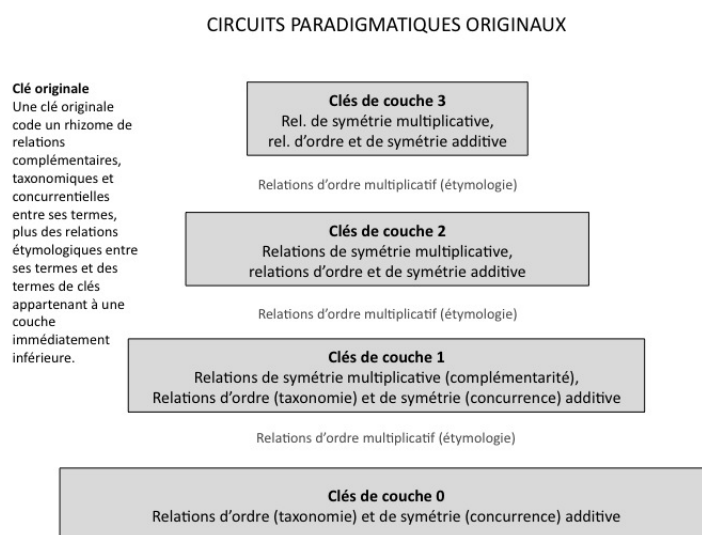 CIRCUITS PARADIGMATIQUES ORIGINAUX
Clé originale
Une clé originale
code un rhizome de
relations
complémentaires,
taxonomiques et
concurrentielles
entre ses termes,
plus des relations
étymologiques entre
ses termes et des
termes de clés
appartenant à une
couche
immédiatement
inférieure.
Clés de couche 3
Rel. de symétrie multiplicative,
rel. d’ordre et de symétrie additive
Relations d’ordre multiplicatif (étymologie)
Clés de couche 2
Relations de symétrie multiplicative,
relations d’ordre et de symétrie additive
Relations d’ordre multiplicatif (étymologie)
Clés de couche 1
Relations de symétrie multiplicative (complémentarité),
Relations d’ordre (taxonomie) et de symétrie (concurrence) additive
Relations d’ordre multiplicatif (étymologie)
Clés de couche 0
Relations d’ordre (taxonomie) et de symétrie (concurrence) additive